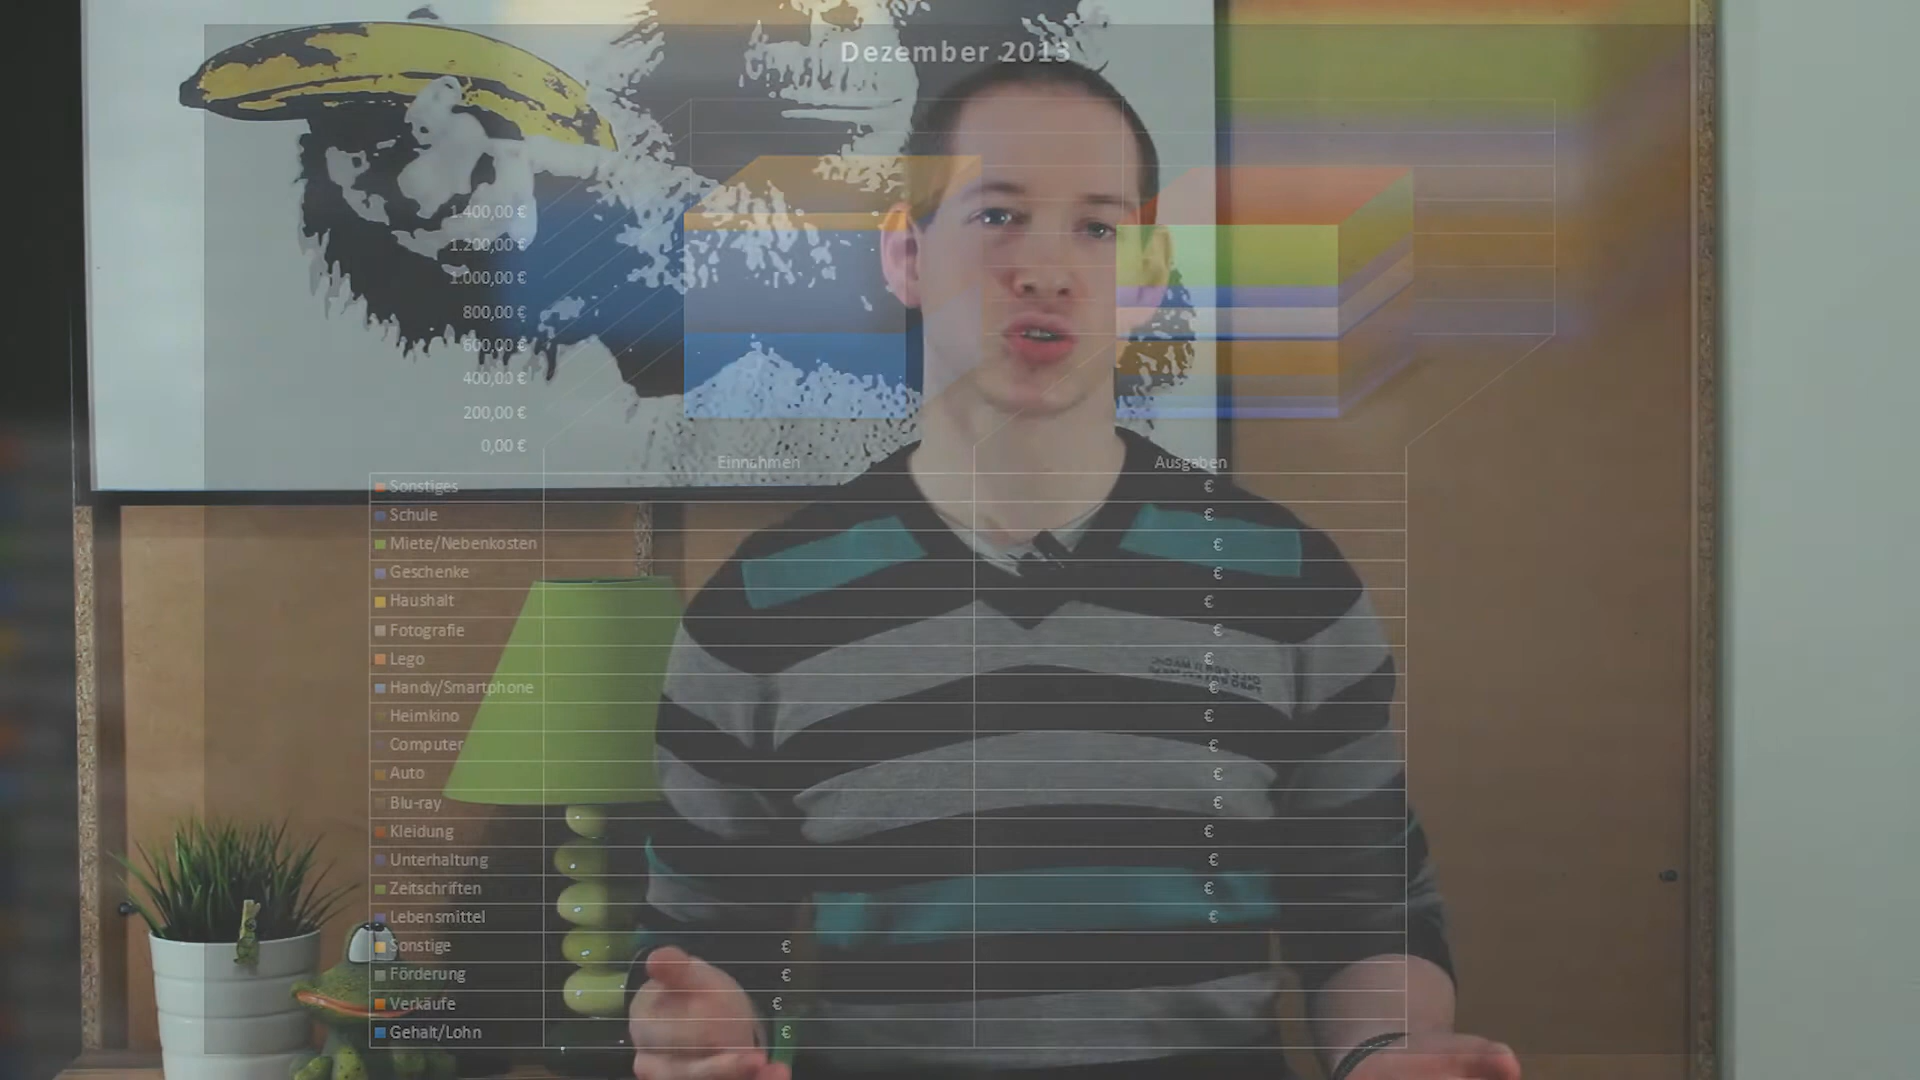 Dezember 2013
1.400,00 €
1.200,00 €
1.000,00 €
800,00 €
600,00 €
400,00 €
200,00 €
0,00 €
Einnahmen Ausgaben
Sonstiges €
Schule €
Miete/Nebenkosten €
Geschenke €
Haushalt €
Fotografie €
Lego €
Handy/Smartphone €
Heimkino €
Computer €
Auto €
Blu-ray €
Kleidung €
Unterhaltung €
Zeitschriften €
Lebensmittel €
Sonstige €
Förderung €
Verkäufe €
Gehalt/Lohn €